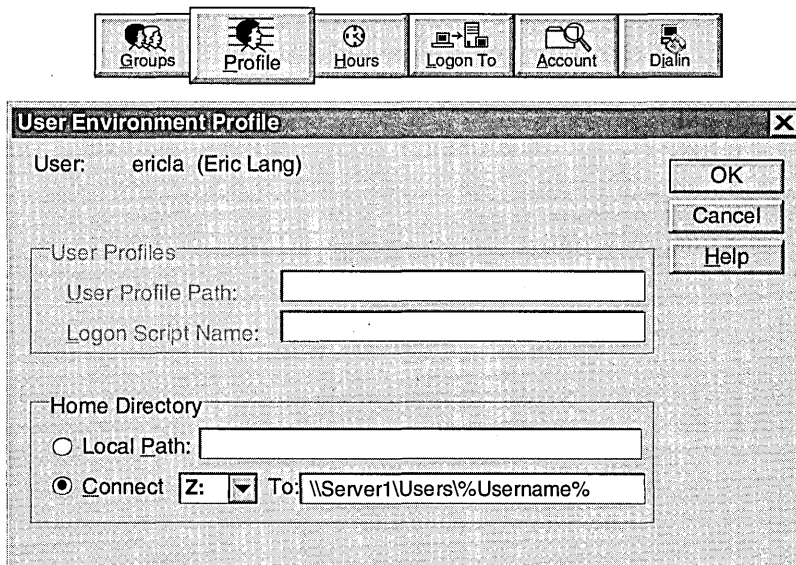 Groups Profile Hours Logon To Account Dialin
User Environment Profile
User: ericla (Eric Lang)
OK
Cancel
Help
User Profiles
User Profile Path:
Logon Script Name:
Home Directory
Local Path:
Connect Z: To: \\Server1\Users\%Username%